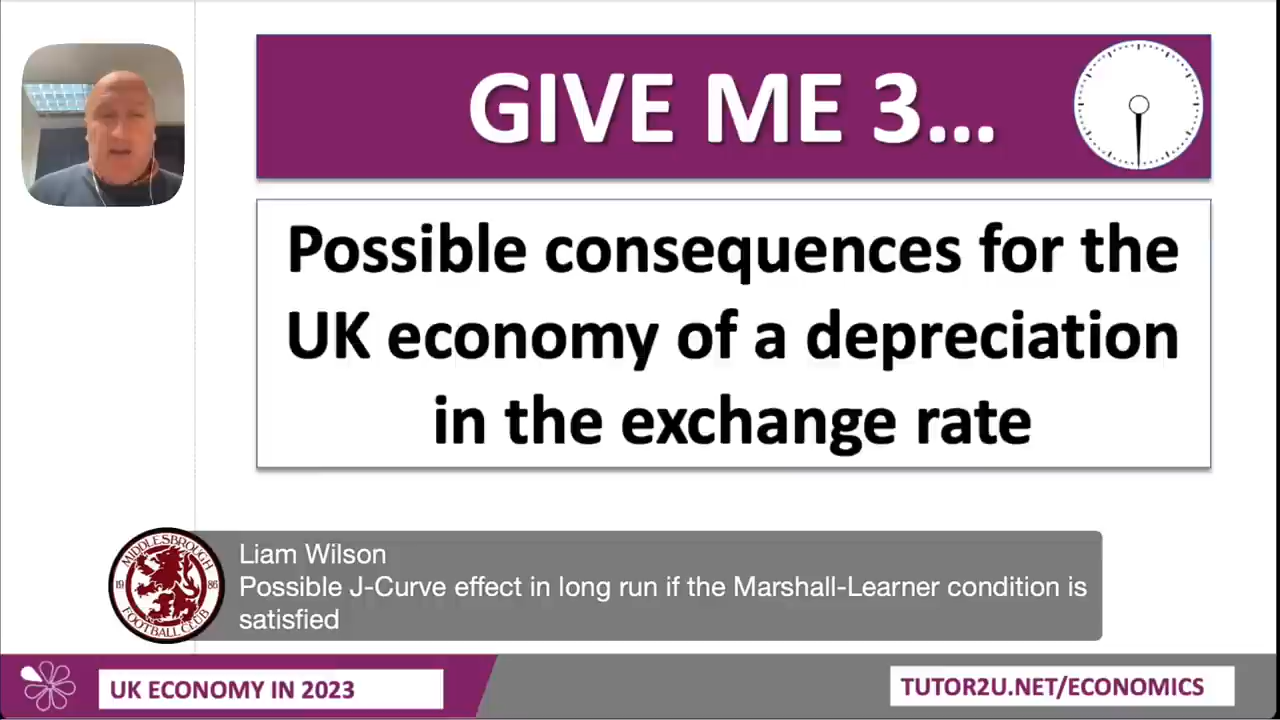 GIVE ME 3...
Possible consequences for the
UK economy of a depreciation
in the exchange rate
MIDDLESBROUGH
19 86
FOOTBALL CLUB
Liam Wilson
Possible J-Curve effect in long run if the Marshall-Learner condition is
satisfied
UK ECONOMY IN 2023
TUTOR2U.NET/ECONOMICS